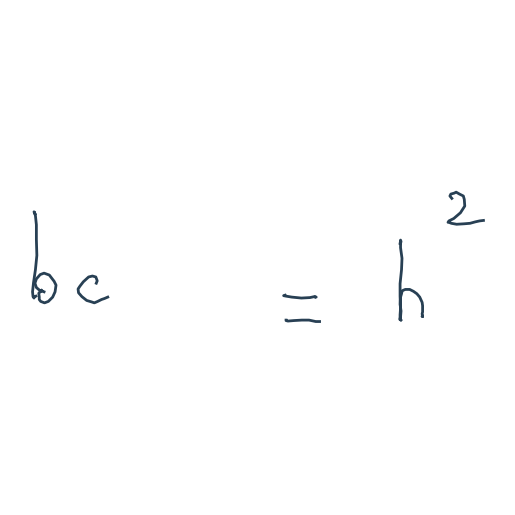 bc = h²